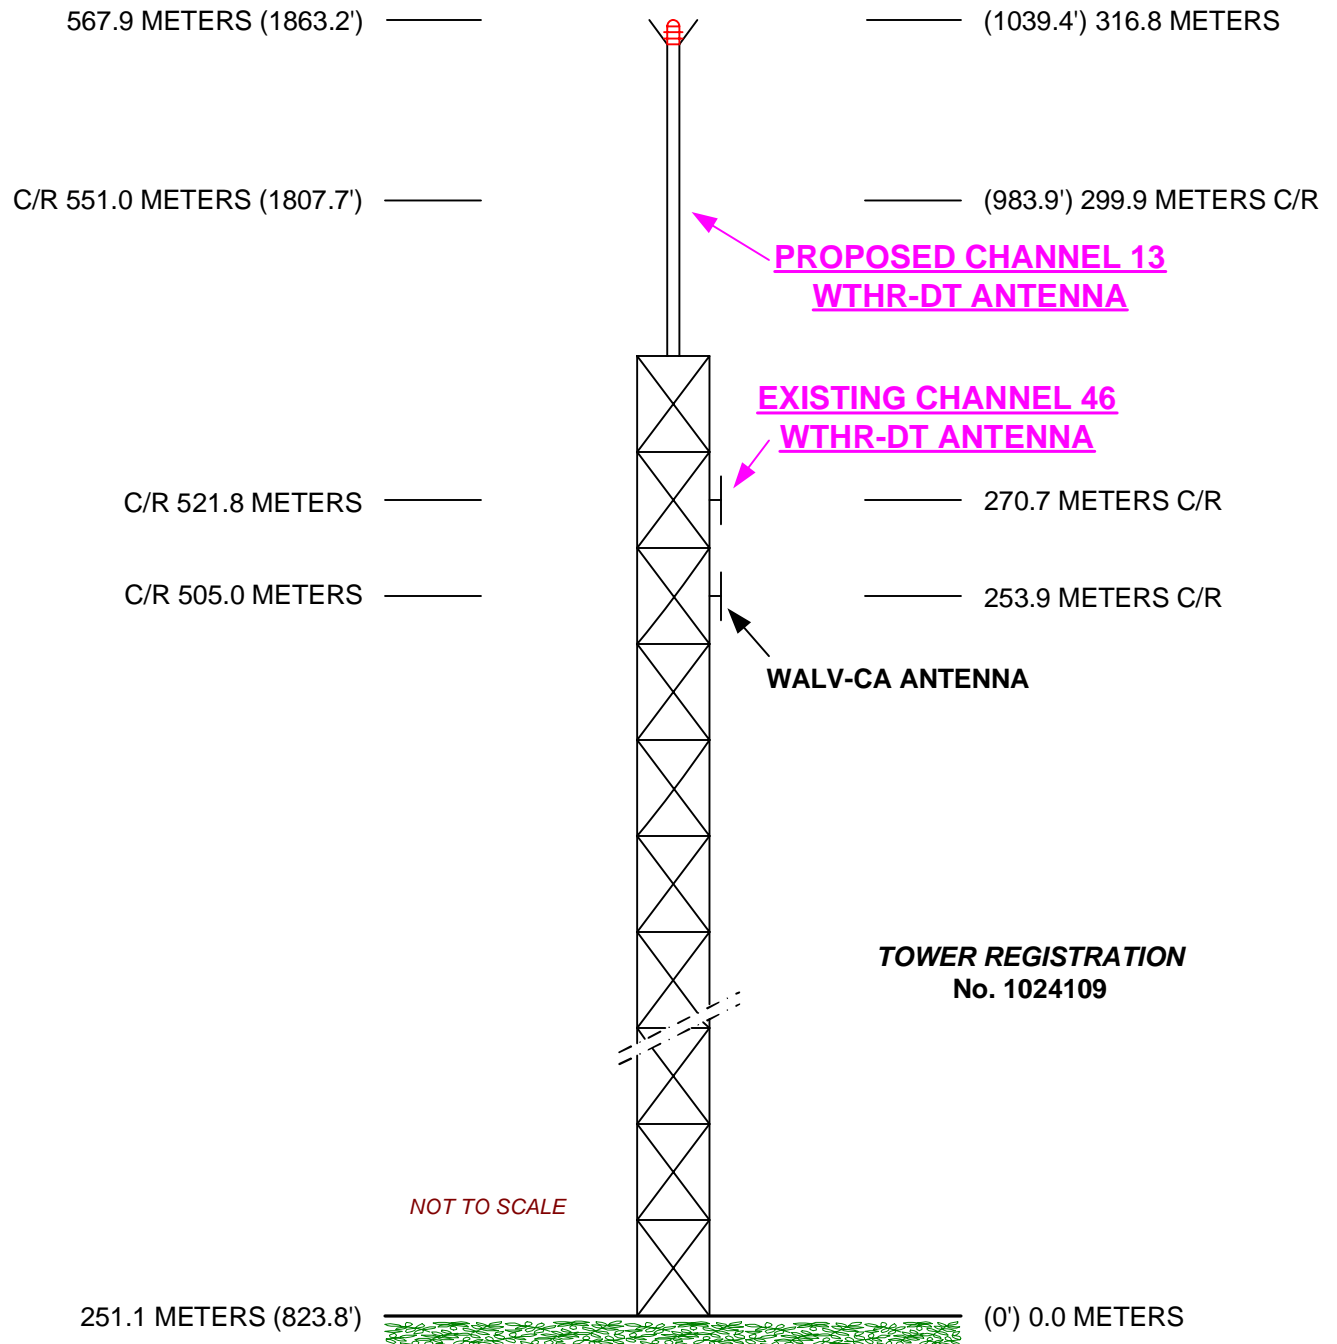 567.9 METERS (1863.2')
(1039.4') 316.8 METERS
C/R 551.0 METERS (1807.7')
(983.9') 299.9 METERS C/R
PROPOSED CHANNEL 13
WTHR-DT ANTENNA
EXISTING CHANNEL 46
WTHR-DT ANTENNA
C/R 521.8 METERS
270.7 METERS C/R
C/R 505.0 METERS
253.9 METERS C/R
WALV-CA ANTENNA
TOWER REGISTRATION
No. 1024109
NOT TO SCALE
251.1 METERS (823.8')
(0') 0.0 METERS